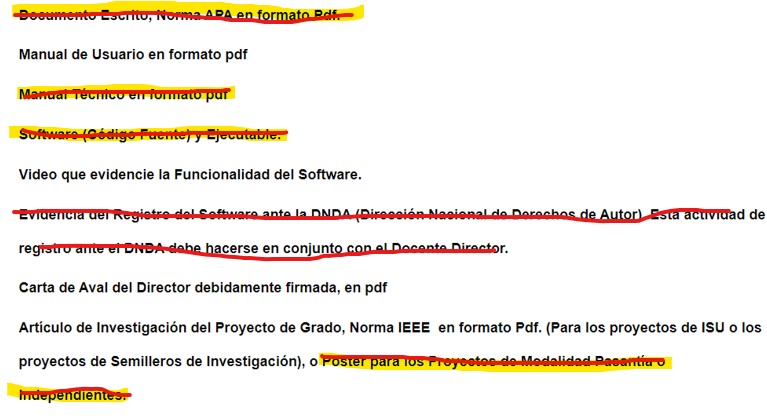 Documento Escrito, Norma APA en formato Pdf.
Manual de Usuario en formato pdf
Manual Técnico en formato pdf
Software (Código Fuente) y Ejecutable.
Video que evidencie la Funcionalidad del Software.
Evidencia del Registro del Software ante la DNDA (Dirección Nacional de Derechos de Autor). Esta actividad de
registro ante el DNDA debe hacerse en conjunto con el Docente Director.
Carta de Aval del Director debidamente firmada, en pdf
Artículo de Investigación del Proyecto de Grado, Norma IEEE en formato Pdf. (Para los proyectos de ISU o los
proyectos de Semilleros de Investigación), o Poster para los Proyectos de Modalidad Pasantía o
Independientes.